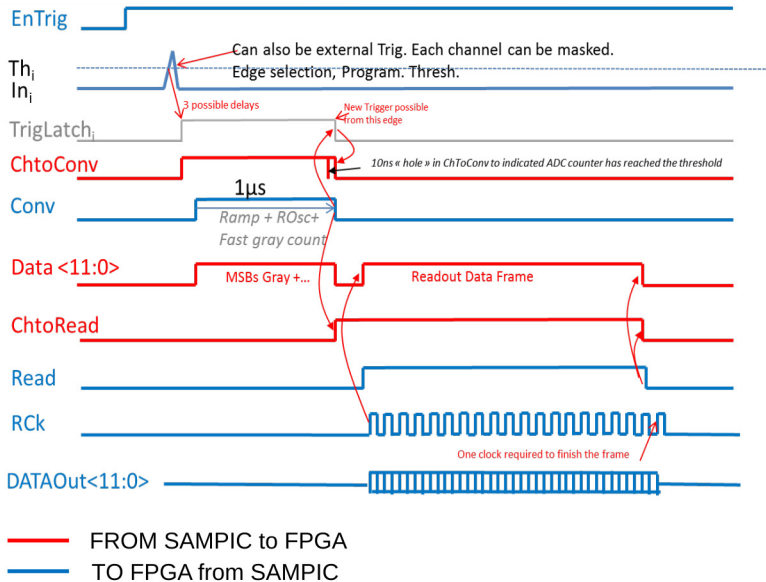 EnTrig
Can also be external Trig. Each channel can be masked.
Th i
Edge selection, Program. Thresh.
In i
3 possible delays
New Trigger possible
from this edge
TrigLatch i
ChtoConv
10ns « hole » in ChToConv to indicated ADC counter has reached the threshold
1µs
Conv
Ramp + ROsc+
Fast gray count
Data <11:0>
MSBs Gray +...
Readout Data Frame
ChtoRead
Read
RCk
One clock required to finish the frame
DATAOut<11:0>
FROM SAMPIC to FPGA
TO FPGA from SAMPIC